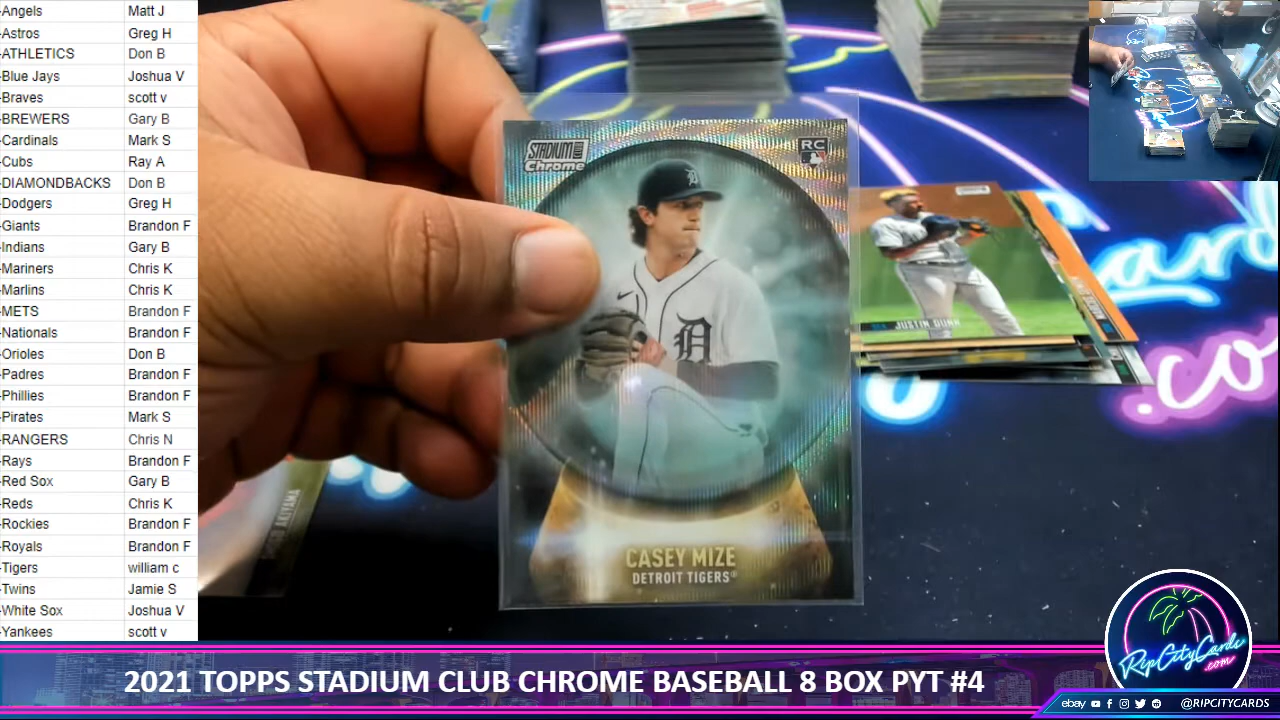 -Angels Matt J
-Astros Greg H
-ATHLETICS Don B
-Blue Jays Joshua V
-Braves scott v
-BREWERS Gary B
-Cardinals Mark S
-Cubs Ray A
-DIAMONDBACKS Don B
-Dodgers Greg H
-Giants Brandon F
-Indians Gary B
-Mariners Chris K
-Marlins Chris K
-METS Brandon F
-Nationals Brandon F
-Orioles Don B
-Padres Brandon F
-Phillies Brandon F
-Pirates Mark S
-RANGERS Chris N
-Rays Brandon F
-Red Sox Gary B
-Reds Chris K
-Rockies Brandon F
-Royals Brandon F
-Tigers william c
-Twins Jamie S
-White Sox Joshua V
-Yankees scott v
STADIUM CLUB
Chrome
RC
D
D
CASEY MIZE
DETROIT TIGERS®
JUSTIN DUNN
AKIYAMA
.co
RipCityCards
.com
2021 TOPPS STADIUM CLUB CHROME BASEBALL 8 BOX PYT #4
ebay @RIPCITYCARDS